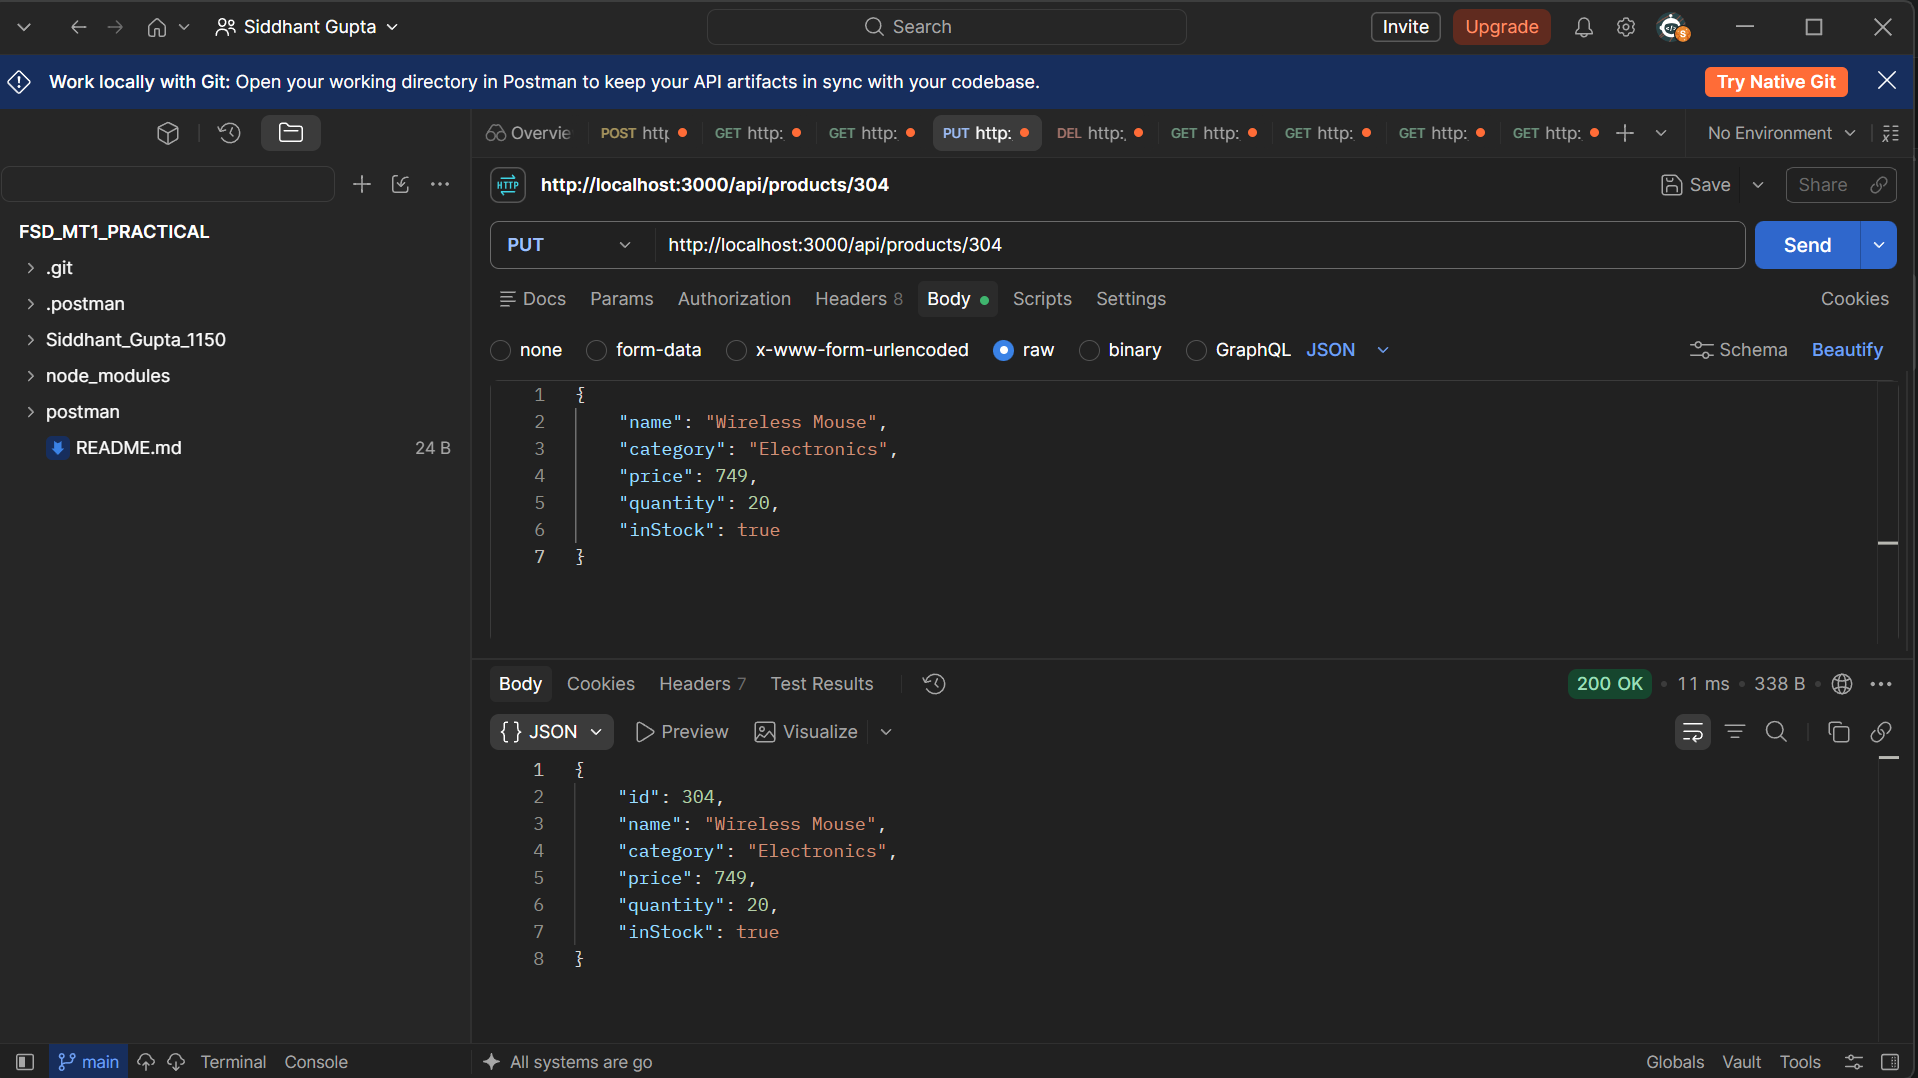 Siddhant Gupta
Search
Invite
Upgrade
Work locally with Git: Open your working directory in Postman to keep your API artifacts in sync with your codebase.
Try Native Git
Overvie
POST http
GET http:
GET http:
PUT http:
DEL http:
GET http:
GET http:
GET http:
GET http:
No Environment
HTTP
http://localhost:3000/api/products/304
Save
Share
FSD_MT1_PRACTICAL
.git
.postman
Siddhant_Gupta_1150
node_modules
postman
README.md 24 B
PUT
http://localhost:3000/api/products/304
Send
Docs Params Authorization Headers 8 Body Scripts Settings
Cookies
none form-data x-www-form-urlencoded raw binary GraphQL JSON
Schema Beautify
1 {
2 "name": "Wireless Mouse",
3 "category": "Electronics",
4 "price": 749,
5 "quantity": 20,
6 "inStock": true
7 }
Body Cookies Headers 7 Test Results
200 OK • 11 ms • 338 B
{} JSON Preview Visualize
1 {
2 "id": 304,
3 "name": "Wireless Mouse",
4 "category": "Electronics",
5 "price": 749,
6 "quantity": 20,
7 "inStock": true
8 }
main Terminal Console
All systems are go
Globals Vault Tools